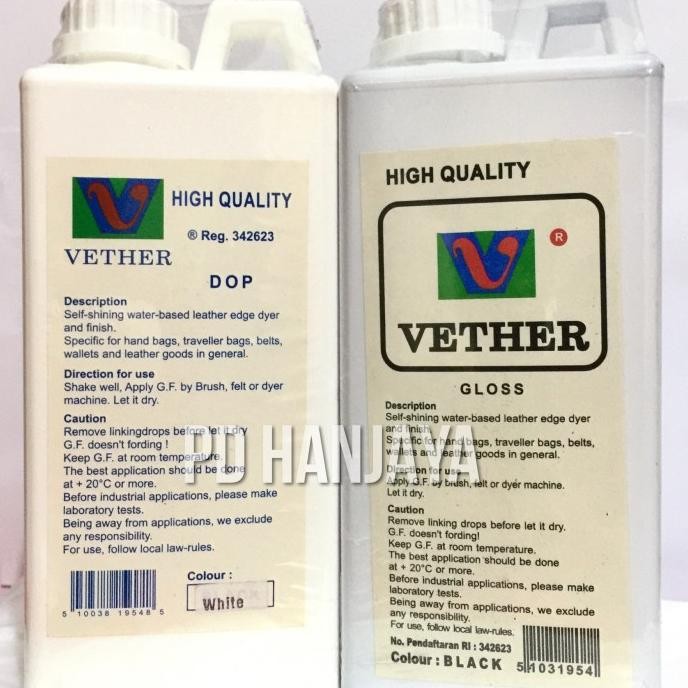 HIGH QUALITY
® Reg. 342623
VETHER
DOP
Description
Self-shining water-based leather edge dyer
and finish.
Specific for hand bags, traveller bags, belts,
wallets and leather goods in general.
Direction for use
Shake well, Apply G.F. by Brush, felt or dyer
machine. Let it dry.
Caution
Remove linkingdrops before let it dry
G.F. doesn't fording !
Keep G.F. at room temperature.
The best application should be done
at + 20°C or more.
Before industrial applications, please make
laboratory tests.
Being away from applications, we exclude
any responsibility.
For use, follow local law-rules.
Colour :
White
5 10038 19548 5
HIGH QUALITY
®
VETHER
GLOSS
Description
Self-shining water-based leather edge dyer
and finish.
Specific for hand bags, traveller bags, belts,
wallets and leather goods in general.
Direction for use
Apply G.F. by brush, felt or dyer machine.
Let it dry.
Caution
Remove linking drops before let it dry.
G.F. doesn't fording!
Keep G.F. at room temperature.
The best application should be done
at + 20°C or more.
Before industrial applications, please make
laboratory tests.
Being away from applications, we exclude
any responsibility.
For use, follow local law-rules.
No. Pendaftaran RI : 342623
Colour : BLACK
5 1031954
PD HANJAYA